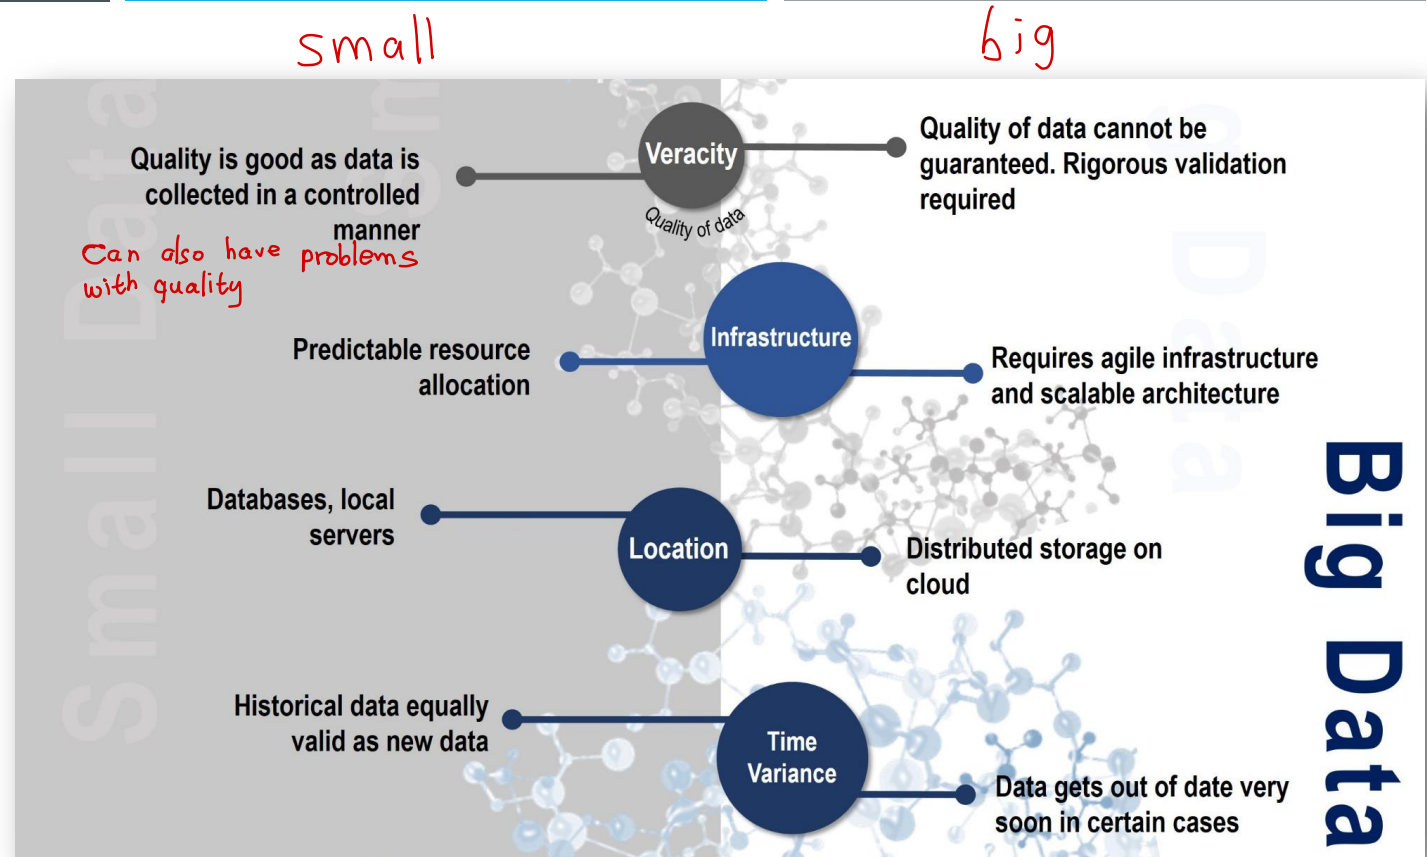 small
big
Small Data
Big Data
Veracity
Quality of data
Quality is good as data is
collected in a controlled
manner
Can also have problems
with quality
Quality of data cannot be
guaranteed. Rigorous validation
required
Infrastructure
Predictable resource
allocation
Requires agile infrastructure
and scalable architecture
Location
Databases, local
servers
Distributed storage on
cloud
Time
Variance
Historical data equally
valid as new data
Data gets out of date very
soon in certain cases